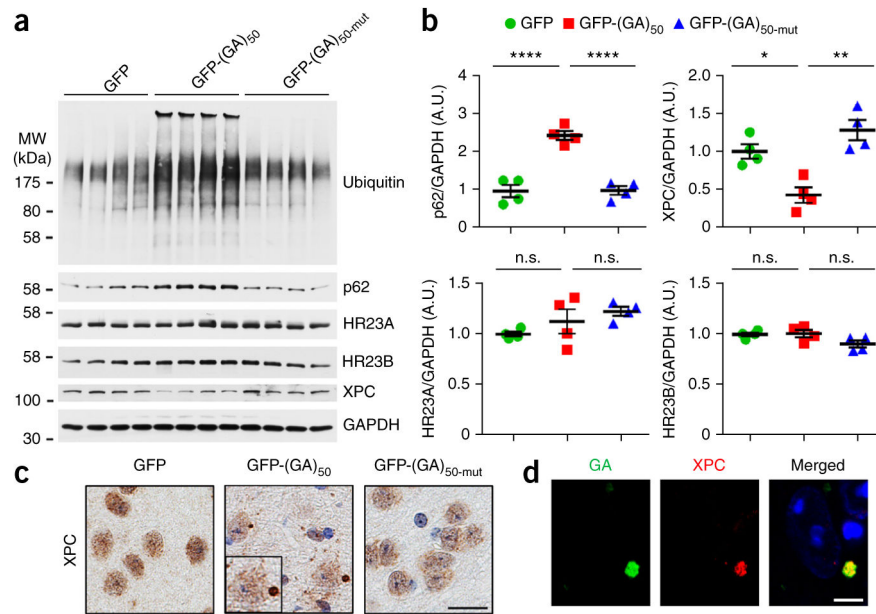 a
GFP
GFP-(GA)50
GFP-(GA)50-mut
MW
(kDa)
175
80
58
Ubiquitin
58
p62
58
HR23A
58
HR23B
100
XPC
30
GAPDH
b
GFP GFP-(GA)50 GFP-(GA)50-mut
**** ****
p62/GAPDH (A.U.)
4
3
2
1
0
* **
XPC/GAPDH (A.U.)
2.0
1.5
1.0
0.5
0.0
n.s. n.s.
HR23A/GAPDH (A.U.)
1.5
1.0
0.5
0
n.s. n.s.
HR23B/GAPDH (A.U.)
1.5
1.0
0.5
0
c
GFP GFP-(GA)50 GFP-(GA)50-mut
XPC
d
GA XPC Merged